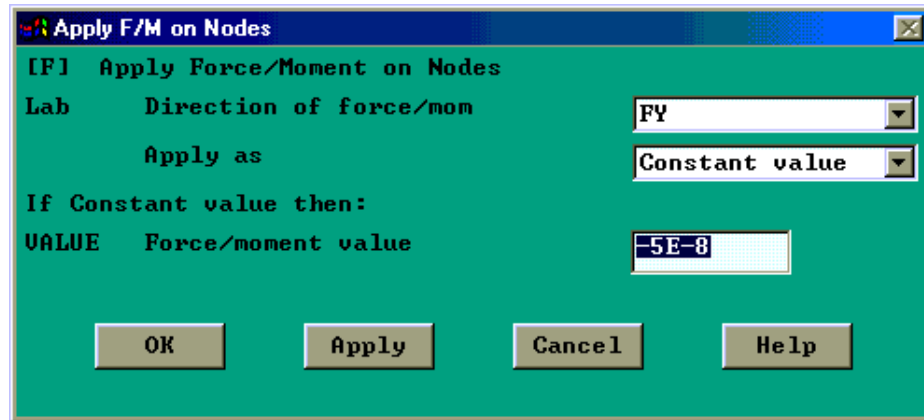 Apply F/M on Nodes
[F] Apply Force/Moment on Nodes
Lab Direction of force/mom FY
Apply as Constant value
If Constant value then:
VALUE Force/moment value -5E-8
OK Apply Cancel Help